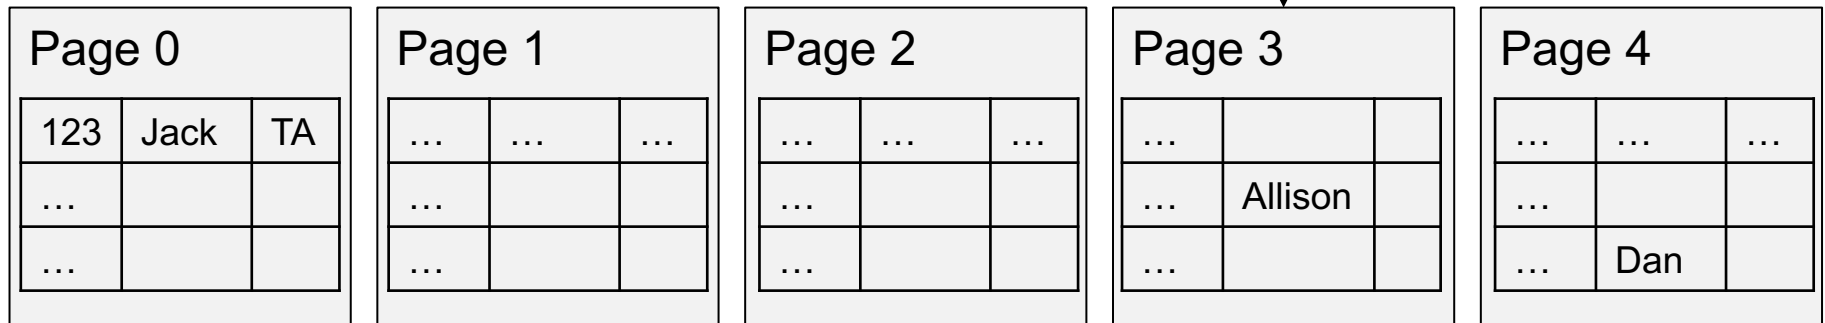 Page 0 Page 1 Page 2 Page 3 Page 4
123 Jack TA … … … … … … … … … …
… … … … Allison …
… … … … … Dan